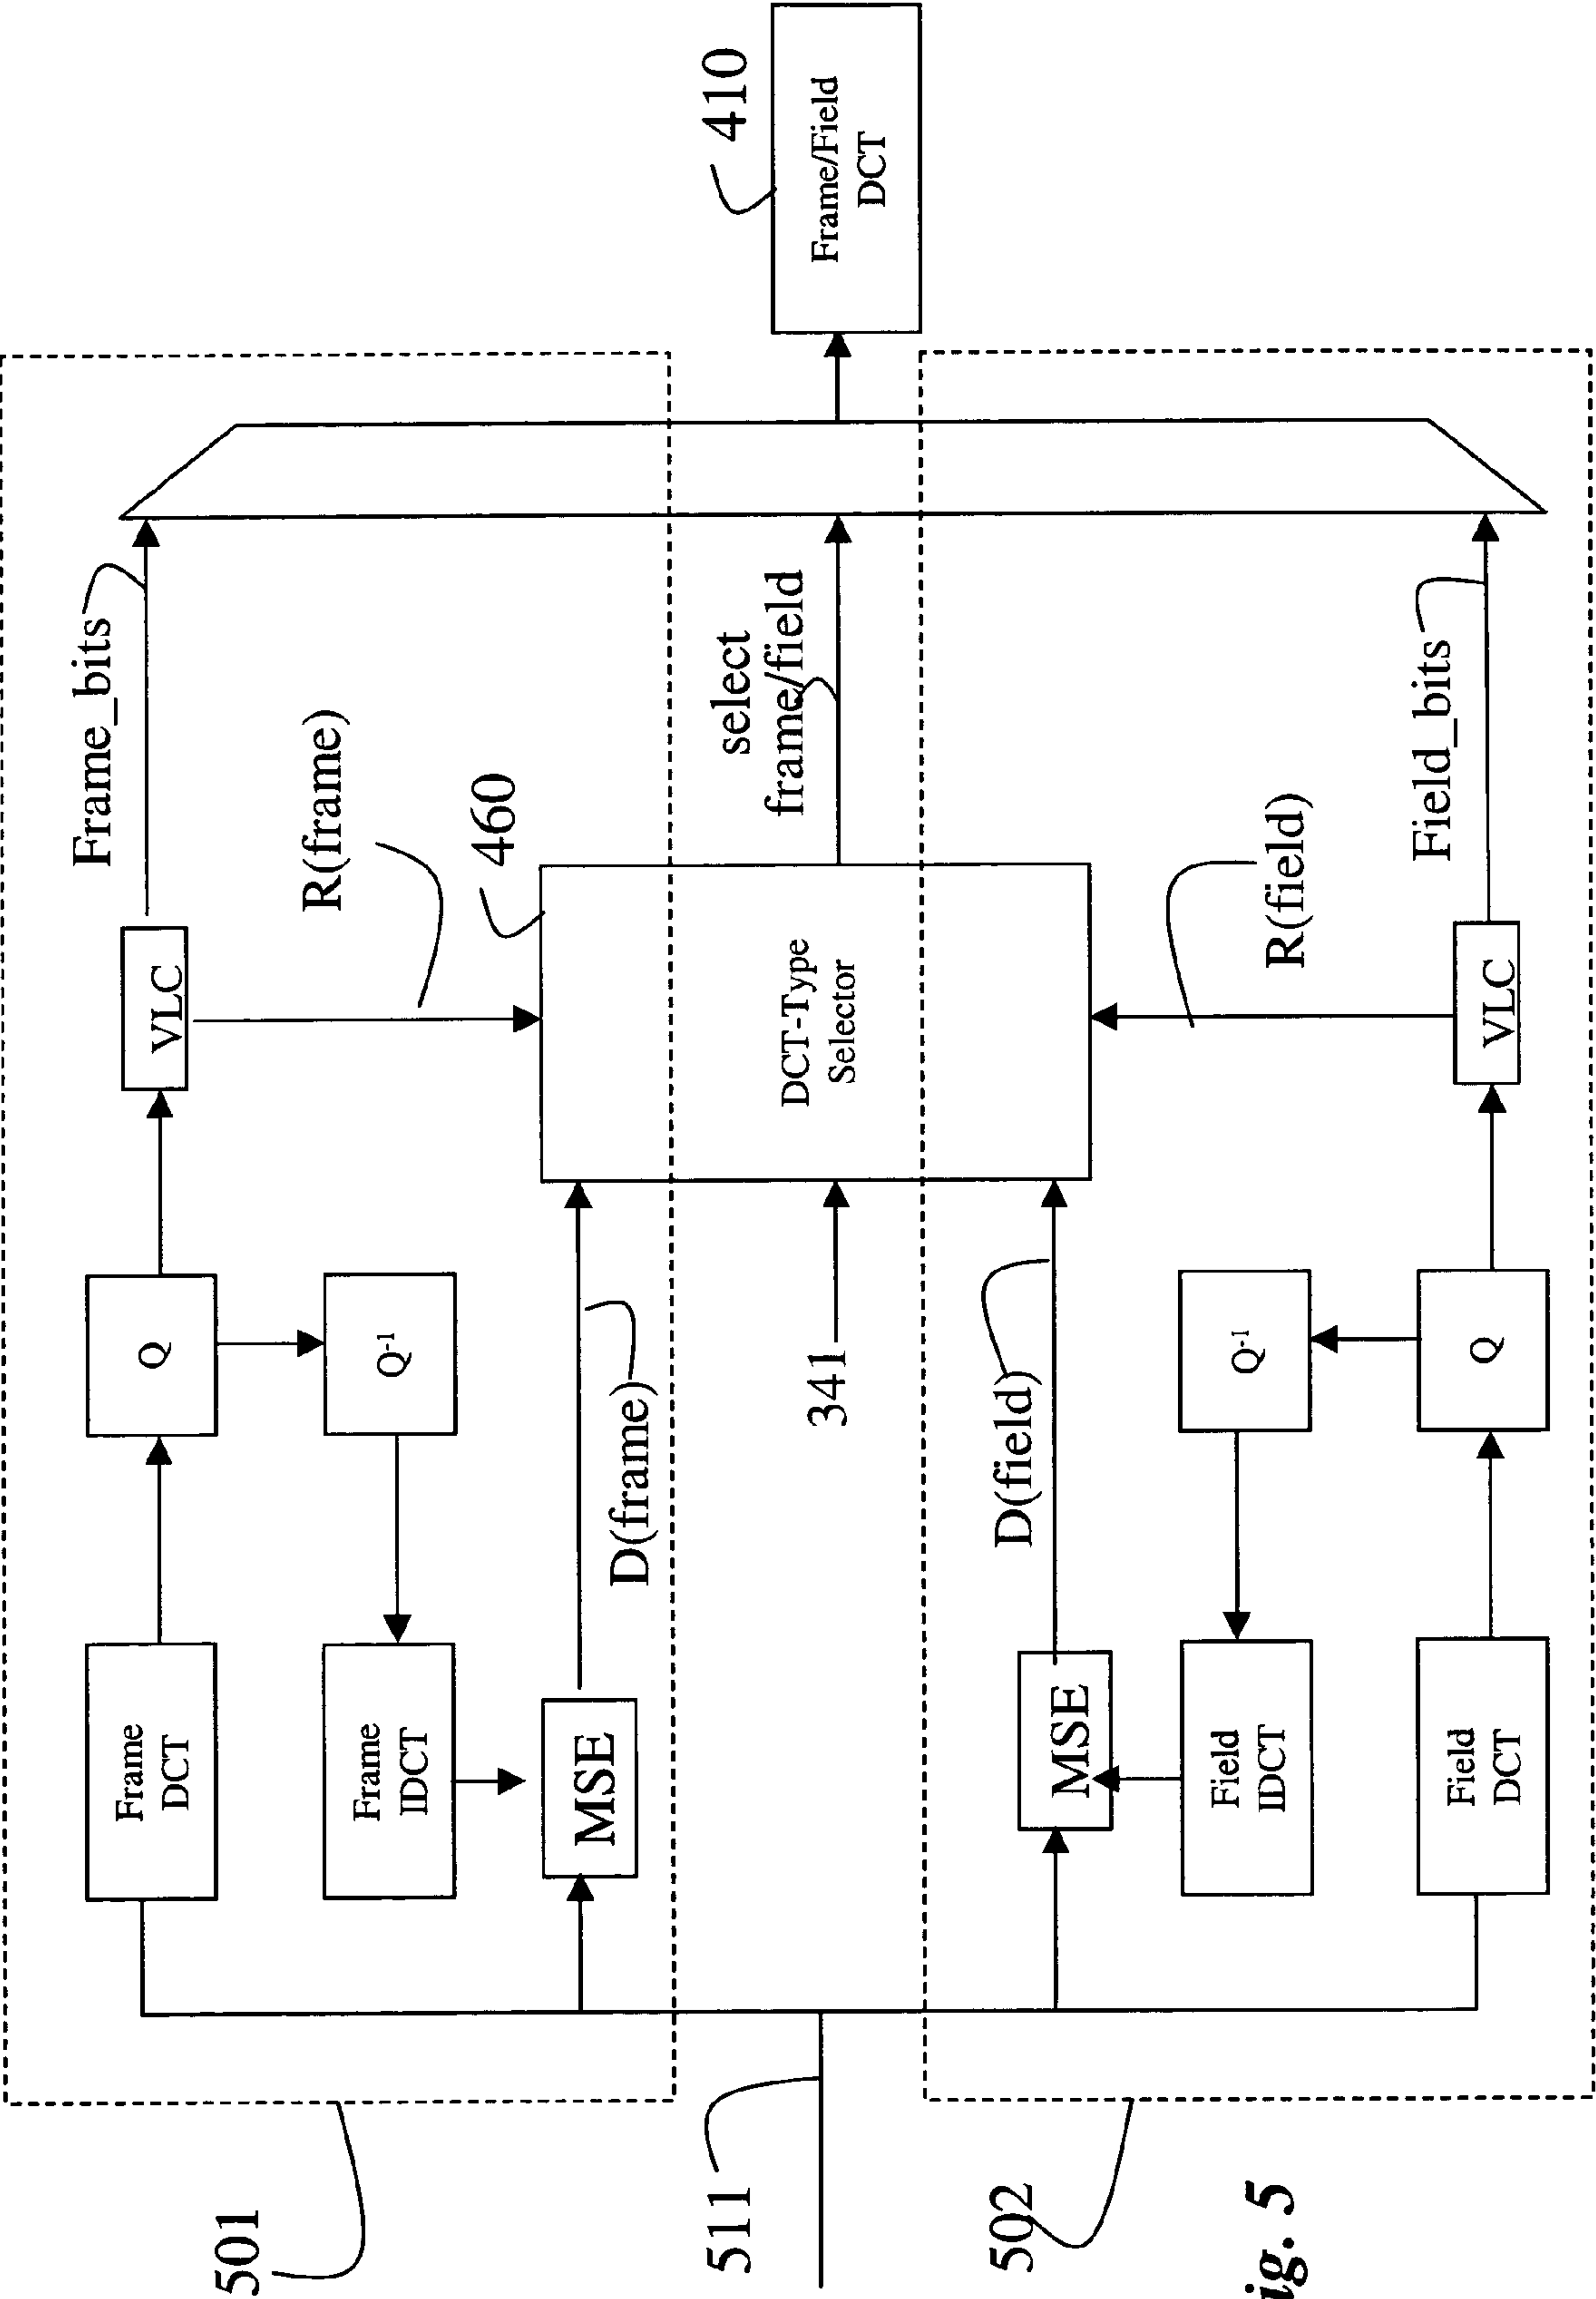 501
Frame
DCT
Q
VLC
Frame_bits
Frame
IDCT
Q-1
R(frame)
MSE
D(frame)
460
511
341
DCT-Type
Selector
select
frame/field
410
Frame/Field
DCT
502
MSE
D(field)
Field
IDCT
Q-1
R(field)
Field
DCT
Q
VLC
Field_bits
ig. 5